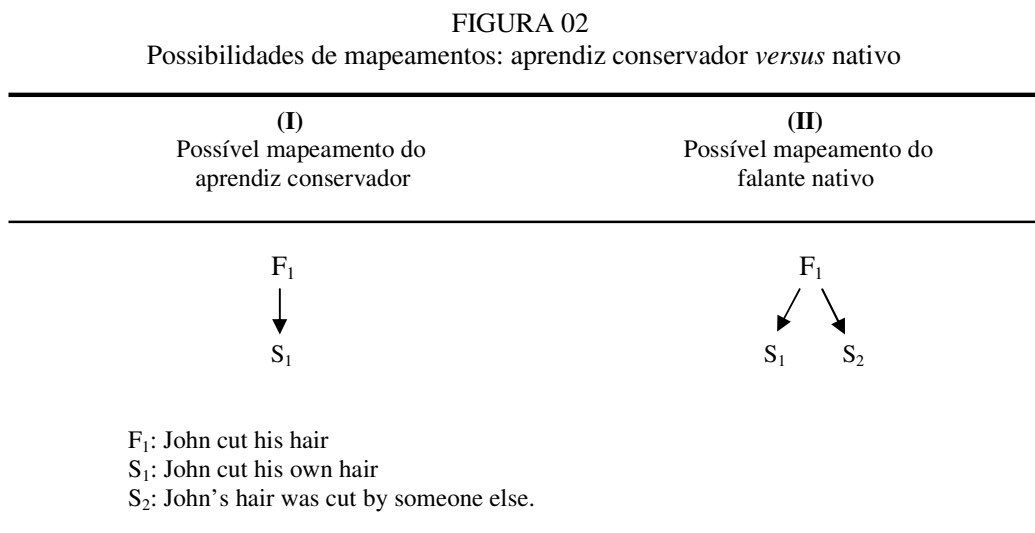 FIGURA 02
Possibilidades de mapeamentos: aprendiz conservador versus nativo
(I)
Possível mapeamento do
aprendiz conservador
(II)
Possível mapeamento do
falante nativo
F₁
S₁
F₁
S₁ S₂
F₁: John cut his hair
S₁: John cut his own hair
S₂: John’s hair was cut by someone else.